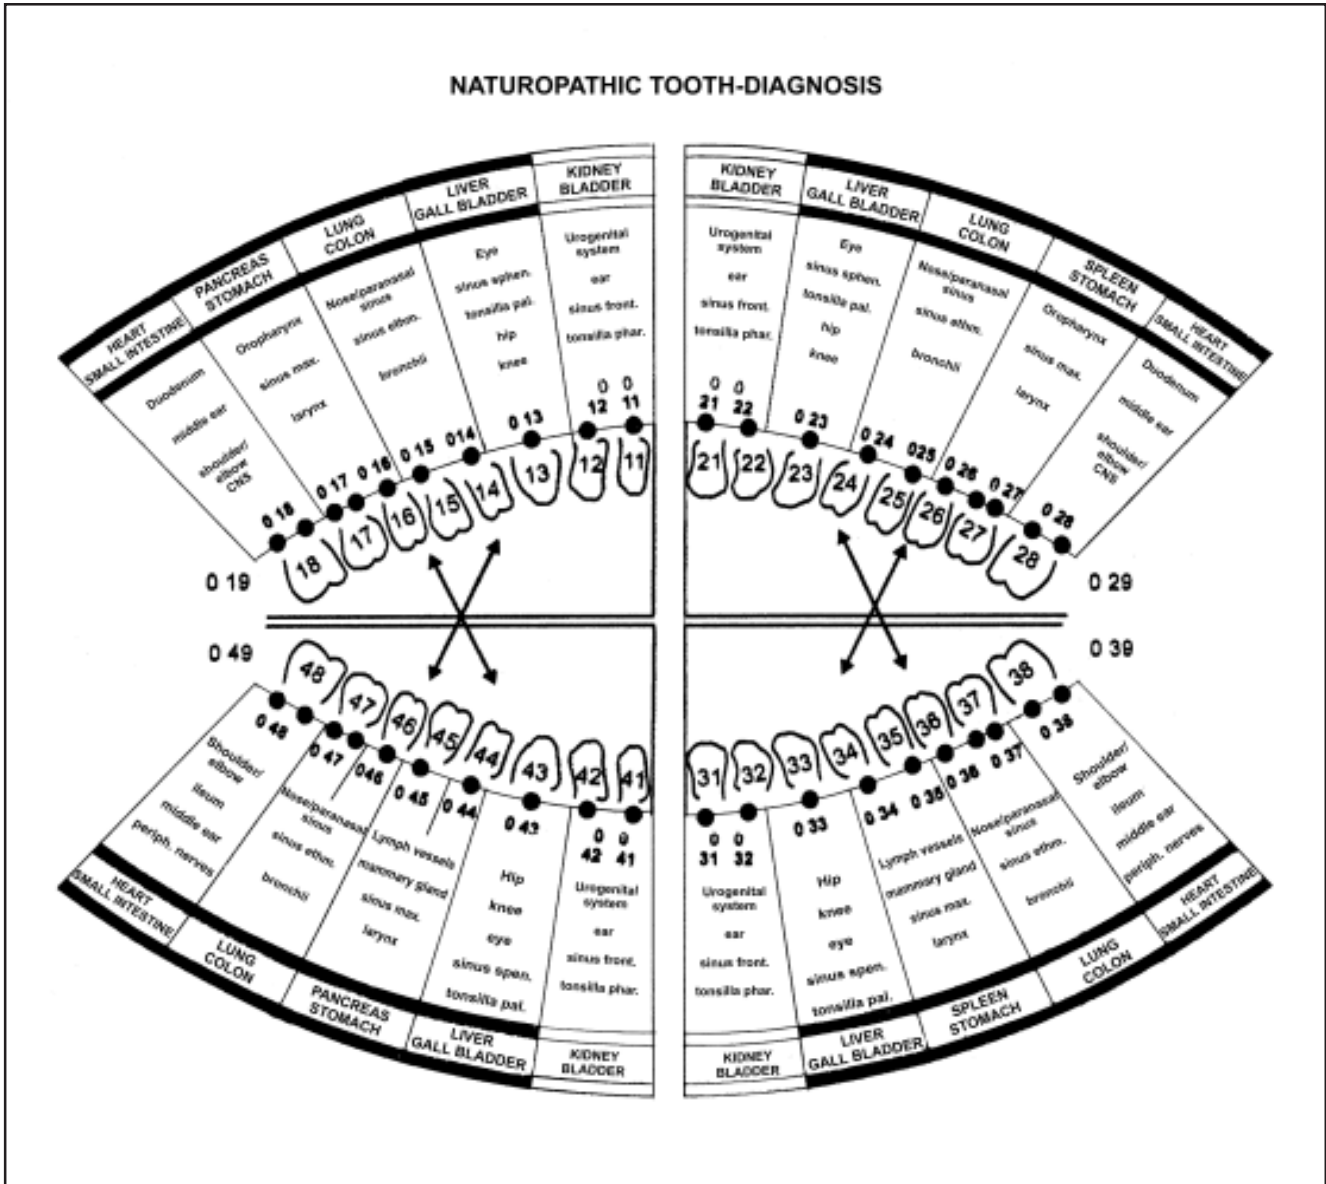 NATUROPATHIC TOOTH-DIAGNOSIS
HEART
SMALL INTESTINE
PANCREAS
STOMACH
LUNG
COLON
LIVER
GALL BLADDER
KIDNEY
BLADDER
KIDNEY
BLADDER
LIVER
GALL BLADDER
LUNG
COLON
SPLEEN
STOMACH
HEART
SMALL INTESTINE
Duodenum
middle ear
shoulder/
elbow
CNS
Oropharynx
sinus max.
larynx
Nose/paranasal
sinus
sinus ethm.
bronchii
Eye
sinus sphen.
tonsilla pal.
hip
knee
Urogenital
system
ear
sinus front.
tonsilla phar.
Urogenital
system
ear
sinus front.
tonsilla phar.
Eye
sinus sphen.
tonsilla pal.
hip
knee
Nose/paranasal
sinus
sinus ethm.
bronchii
Oropharynx
sinus max.
larynx
Duodenum
middle ear
shoulder/
elbow
CNS
0 18 0 17 0 16 0 15 014 0 13
0 0
12 11
0 0
21 22
0 23 0 24 025 0 26 0 27 0 28
18 17 16 15 14 13 12 11
21 22 23 24 25 26 27 28
0 19
0 29
0 49
0 39
48 47 46 45 44 43 42 41
31 32 33 34 35 36 37 38
0 48 0 47 046 0 45 0 44 0 43
0 0
42 41
0 0
31 32
0 33 0 34 0 35 0 36 0 37 0 38
Shoulder/
elbow
ileum
middle ear
periph. nerves
Nose/paranasal
sinus
sinus ethm.
bronchii
Lymph vessels
mammary gland
sinus max.
larynx
Hip
knee
eye
sinus spen.
tonsilla pal.
Urogenital
system
ear
sinus front.
tonsilla phar.
Urogenital
system
ear
sinus front.
tonsilla phar.
Hip
knee
eye
sinus spen.
tonsilla pal.
Lymph vessels
mammary gland
sinus max.
larynx
Nose/paranasal
sinus
sinus ethm.
bronchii
Shoulder/
elbow
ileum
middle ear
periph. nerves
HEART
SMALL INTESTINE
LUNG
COLON
PANCREAS
STOMACH
LIVER
GALL BLADDER
KIDNEY
BLADDER
KIDNEY
BLADDER
LIVER
GALL BLADDER
SPLEEN
STOMACH
LUNG
COLON
HEART
SMALL INTESTINE